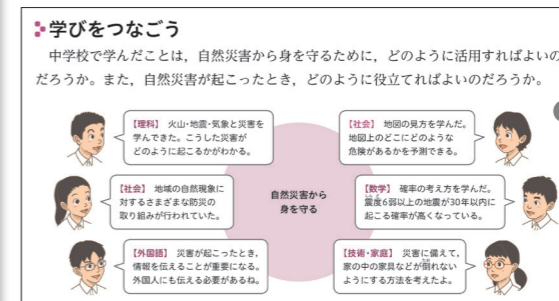 学びをつなごう
中学校で学んだことは，自然災害から身を守るために，どのように活用すればよいの
だろうか。また，自然災害が起こったとき，どのように役立てればよいのだろうか。
【理科】 火山・地震・気象と災害を
学んできた。こうした災害が
どのように起こるかがわかる。
【社会】 地図の見方を学んだ。
地図上のどこにどのような
危険があるかを予測できる。
【社会】 地域の自然現象に
対するさまざまな防災の
取り組みが行われていた。
自然災害から
身を守る
【数学】 確率の考え方を学んだ。
震度6弱以上の地震が30年以内に
起こる確率が高くなっている。
【外国語】 災害が起こったとき，
情報を伝えることが重要になる。
外国人にも伝える必要があるね。
【技術・家庭】 災害に備えて，
家の中の家具などが倒れない
ようにする方法を考えたよ。